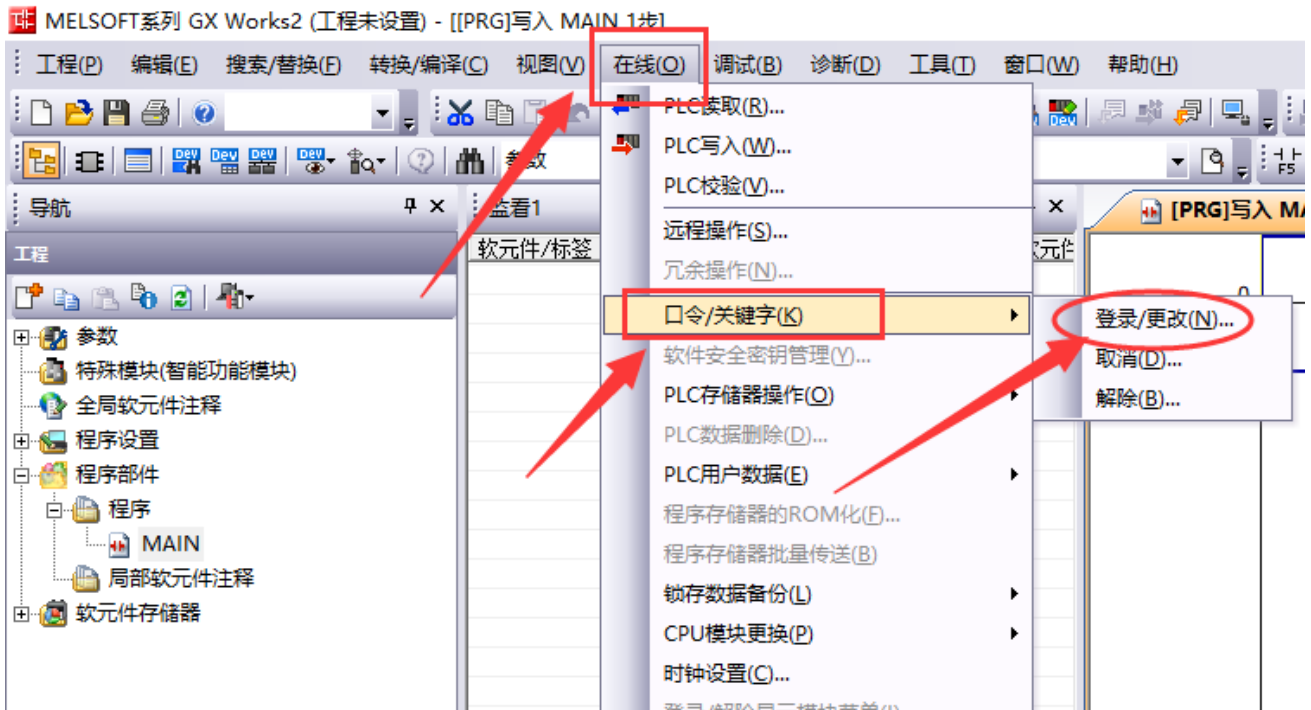 MELSOFT系列 GX Works2 (工程未设置) - [[PRG]写入 MAIN 1步]
工程(P) 编辑(E) 搜索/替换(F) 转换/编译(C) 视图(V) 在线(O) 调试(B) 诊断(D) 工具(T) 窗口(W) 帮助(H)
Dev
DEV DEV DEV DEV
参数
F5
导航
监看1
[PRG]写入 MA
工程
软元件/标签
参数
特殊模块(智能功能模块)
全局软元件注释
程序设置
程序部件
程序
MAIN
局部软元件注释
软元件存储器
PLC读取(R)...
PLC写入(W)...
PLC校验(V)...
远程操作(S)...
冗余操作(N)...
口令/关键字(K)
软件安全密钥管理(Y)...
PLC存储器操作(O)
PLC数据删除(D)...
PLC用户数据(E)
程序存储器的ROM化(F)...
程序存储器批量传送(B)
锁存数据备份(L)
CPU模块更换(P)
时钟设置(C)...
登录/更改(N)...
取消(D)...
解除(B)...